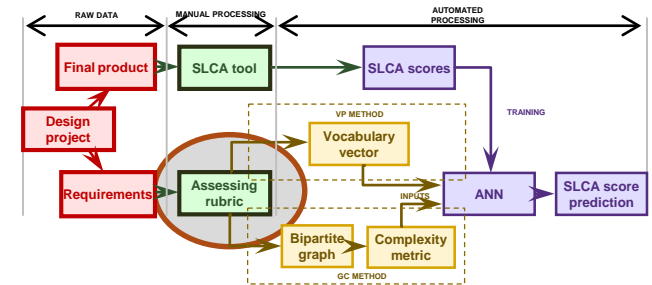 RAW DATA
MANUAL PROCESSING
AUTOMATED
PROCESSING
Final product
SLCA tool
SLCA scores
VP METHOD
TRAINING
Design
project
Vocabulary
vector
Requirements
Assessing
rubric
INPUTS
ANN
SLCA score
prediction
Bipartite
graph
Complexity
metric
GC METHOD